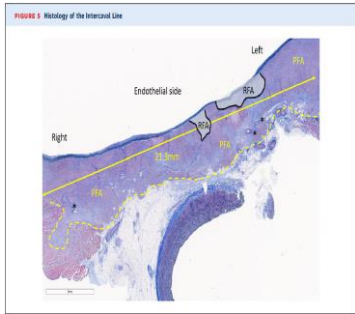 FIGURE 5 Histology of the Intercaval Line
Left
PFA
Endothelial side
RFA
Right
RFA
PFA
PFA